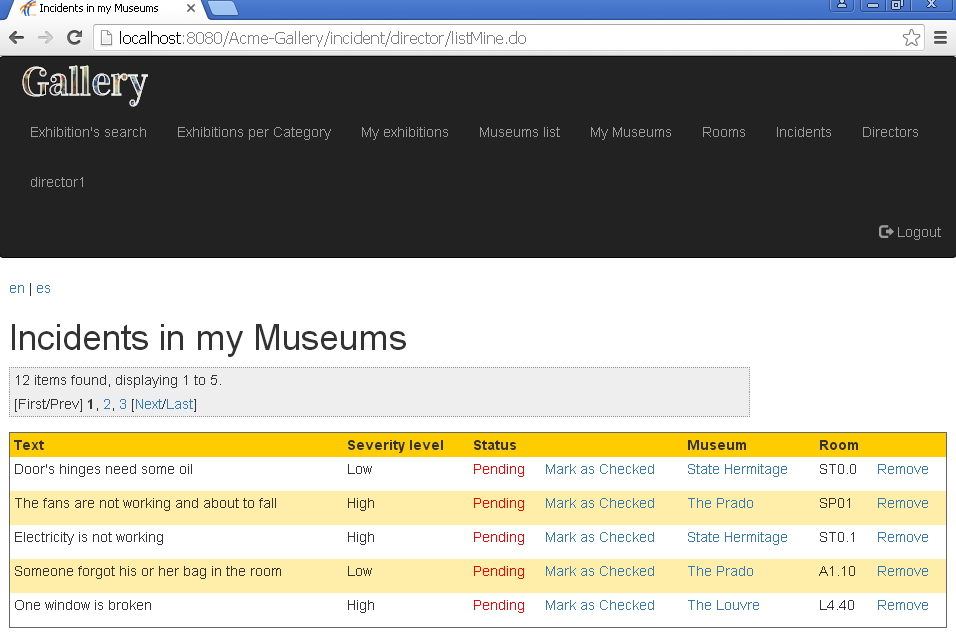 Incidents in my Museums
localhost:8080/Acme-Gallery/incident/director/listMine.do
Gallery
Exhibition's search Exhibitions per Category My exhibitions Museums list My Museums Rooms Incidents Directors
director1
Logout
en | es
Incidents in my Museums
12 items found, displaying 1 to 5.
[First/Prev] 1, 2, 3 [Next/Last]
Text Severity level Status Museum Room
Door's hinges need some oil Low Pending Mark as Checked State Hermitage ST0.0 Remove
The fans are not working and about to fall High Pending Mark as Checked The Prado SP01 Remove
Electricity is not working High Pending Mark as Checked State Hermitage ST0.1 Remove
Someone forgot his or her bag in the room Low Pending Mark as Checked The Prado A1.10 Remove
One window is broken High Pending Mark as Checked The Louvre L4.40 Remove